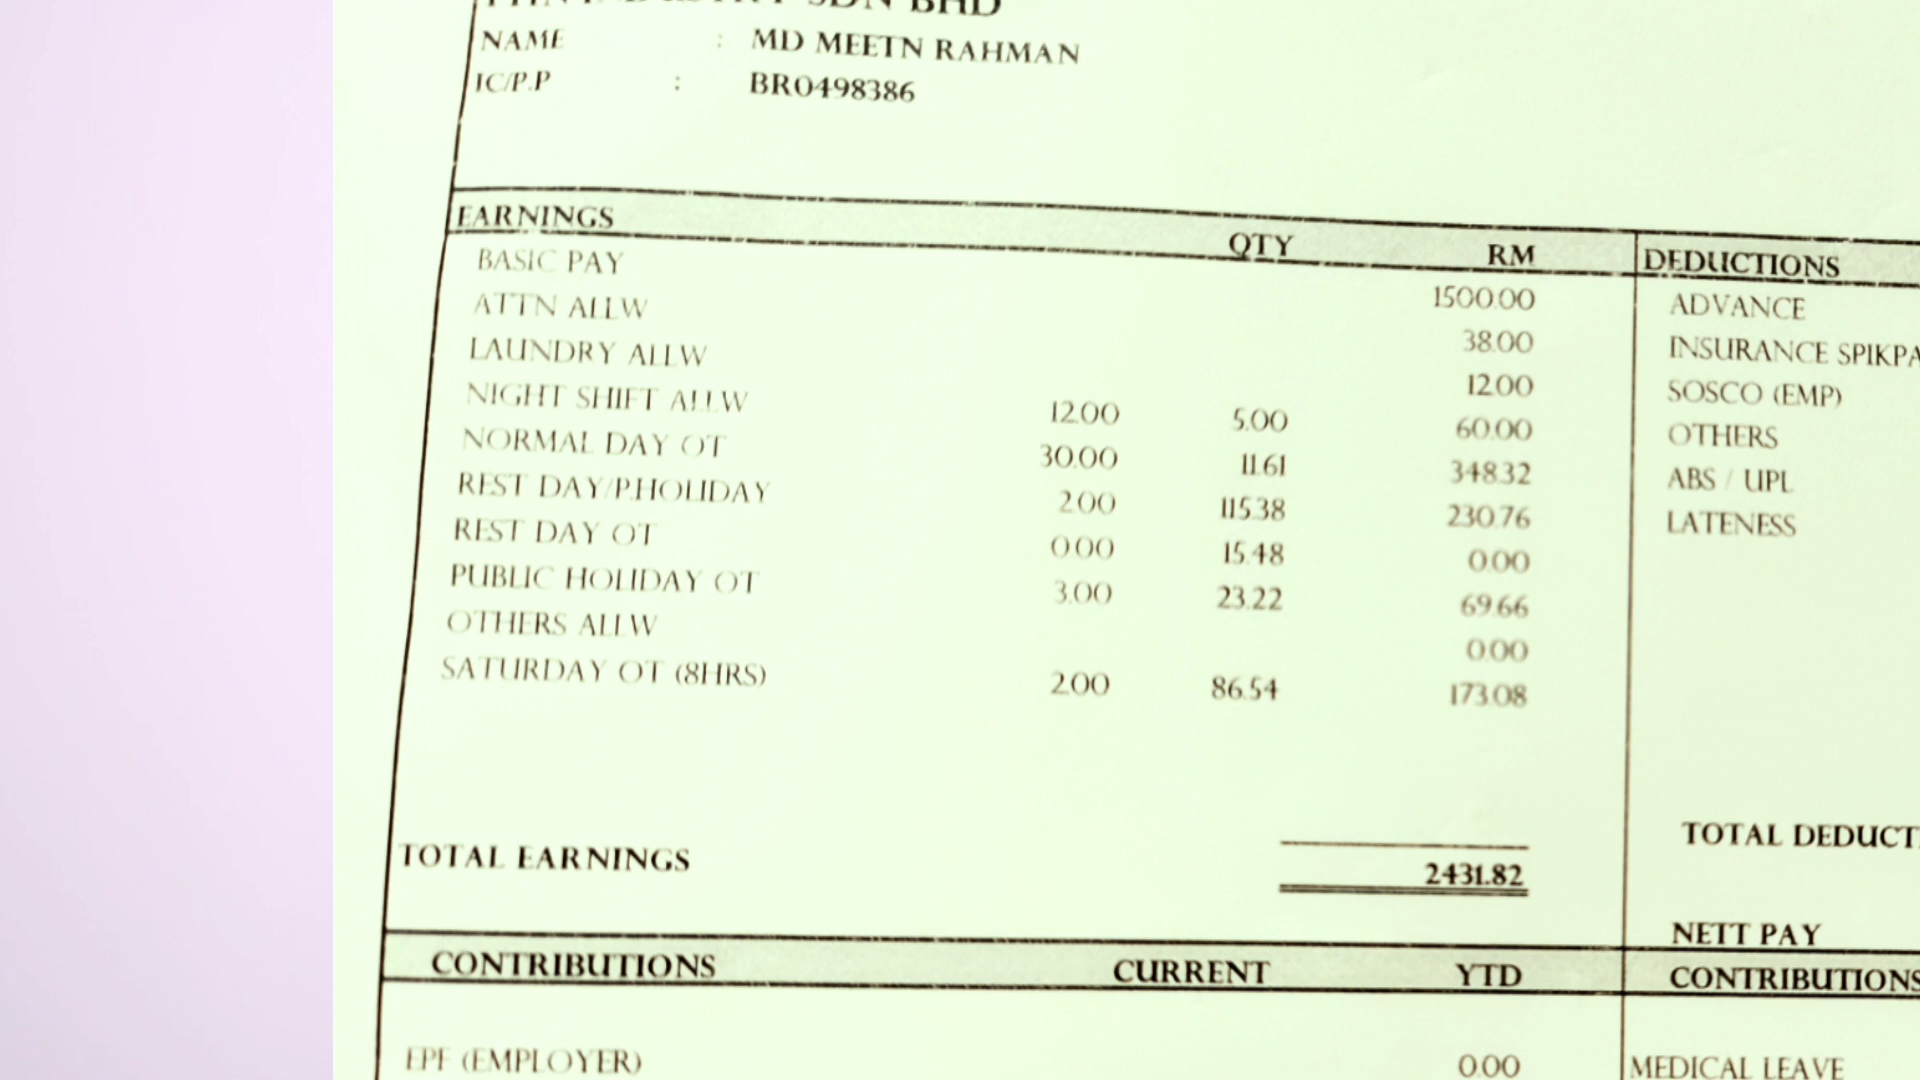 INDUSTRY SDN BHD
NAME : MD MEETN RAHMAN
IC/P.P : BR0498386
EARNINGS QTY RM DEDUCTIONS
BASIC PAY 1500.00 ADVANCE
ATTN ALLW 38.00 INSURANCE SPIKPA
LAUNDRY ALLW 12.00 SOSCO (EMP)
NIGHT SHIFT ALLW 12.00 5.00 60.00 OTHERS
NORMAL DAY OT 30.00 11.61 348.32 ABS / UPL
REST DAY/P.HOLIDAY 2.00 115.38 230.76 LATENESS
REST DAY OT 0.00 15.48 0.00
PUBLIC HOLIDAY OT 3.00 23.22 69.66
OTHERS ALLW 0.00
SATURDAY OT (8HRS) 2.00 86.54 173.08
TOTAL DEDUCT
TOTAL EARNINGS 2431.82
NETT PAY
CONTRIBUTIONS CURRENT YTD CONTRIBUTIONS
EPF (EMPLOYER) 0.00 MEDICAL LEAVE